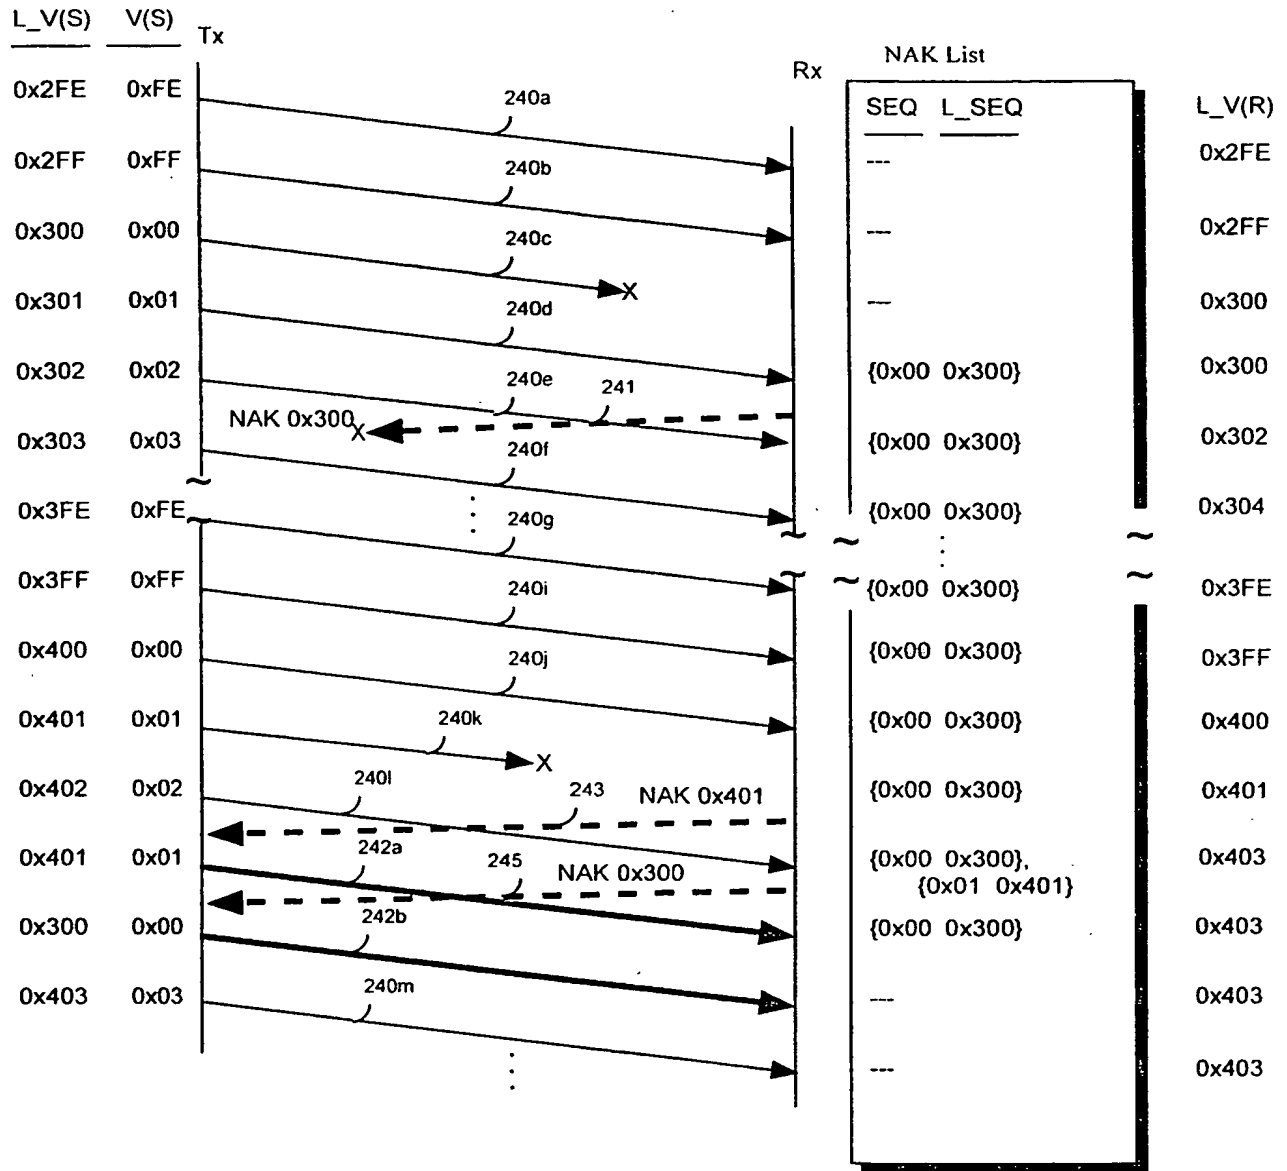 L_V(S) V(S) Tx
NAK List
Rx
SEQ L_SEQ L_V(R)
0x2FE 0xFE 240a
--- 0x2FE
0x2FF 0xFF 240b
--- 0x2FF
0x300 0x00 240c
X
0x301 0x01 240d
--- 0x300
0x302 0x02 240e 241
{0x00 0x300} 0x300
NAK 0x300 X
0x303 0x03 240f
{0x00 0x300} 0x302
0x3FE 0xFE 240g
{0x00 0x300} 0x304
0x3FF 0xFF 240i
{0x00 0x300} 0x3FE
0x400 0x00 240j
{0x00 0x300} 0x3FF
0x401 0x01 240k
X
{0x00 0x300} 0x400
0x402 0x02 240l 243 NAK 0x401
{0x00 0x300} 0x401
0x401 0x01 242a 245 NAK 0x300
{0x00 0x300}, 0x403
{0x01 0x401}
0x300 0x00 242b
{0x00 0x300} 0x403
0x403 0x03 240m
--- 0x403
--- 0x403